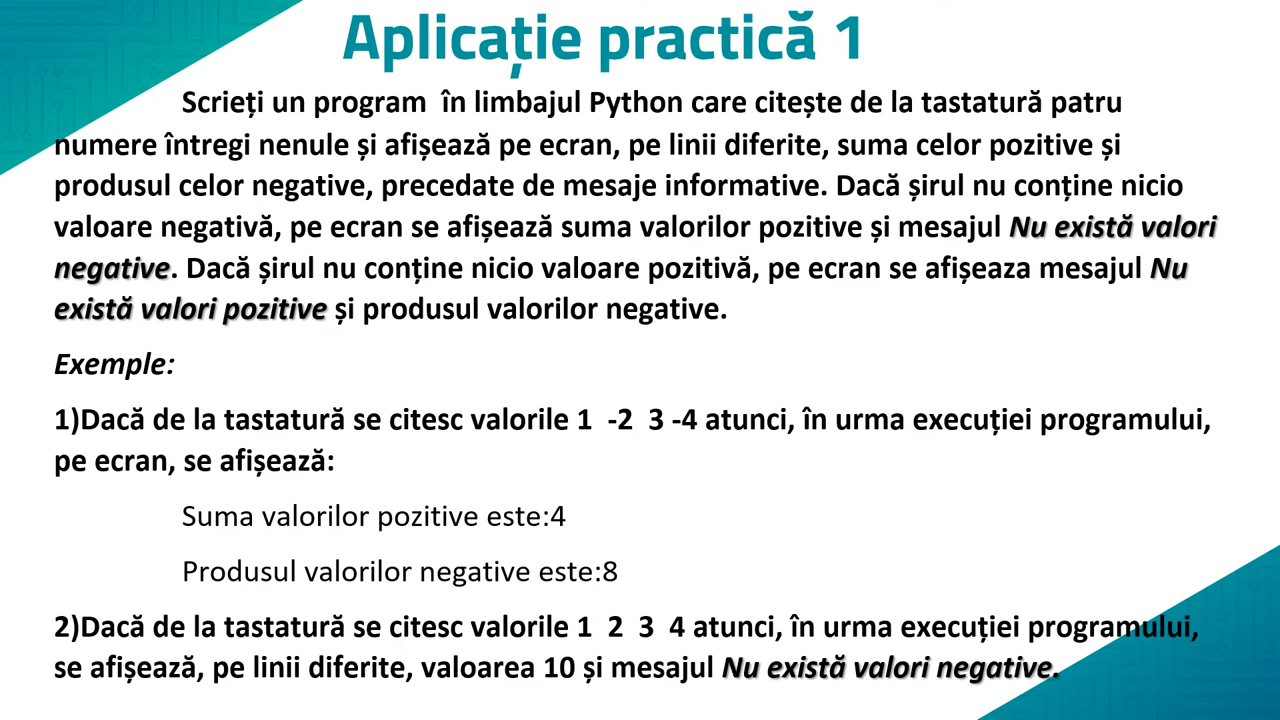 Aplicație practică 1
Scrieți un program în limbajul Python care citește de la tastatură patru
numere întregi nenule și afișează pe ecran, pe linii diferite, suma celor pozitive și
produsul celor negative, precedate de mesaje informative. Dacă șirul nu conține nicio
valoare negativă, pe ecran se afișează suma valorilor pozitive și mesajul Nu există valori
negative. Dacă șirul nu conține nicio valoare pozitivă, pe ecran se afișeaza mesajul Nu
există valori pozitive și produsul valorilor negative.
Exemple:
1)Dacă de la tastatură se citesc valorile 1 -2 3 -4 atunci, în urma execuției programului,
pe ecran, se afișează:
Suma valorilor pozitive este:4
Produsul valorilor negative este:8
2)Dacă de la tastatură se citesc valorile 1 2 3 4 atunci, în urma execuției programului,
se afișează, pe linii diferite, valoarea 10 și mesajul Nu există valori negative.